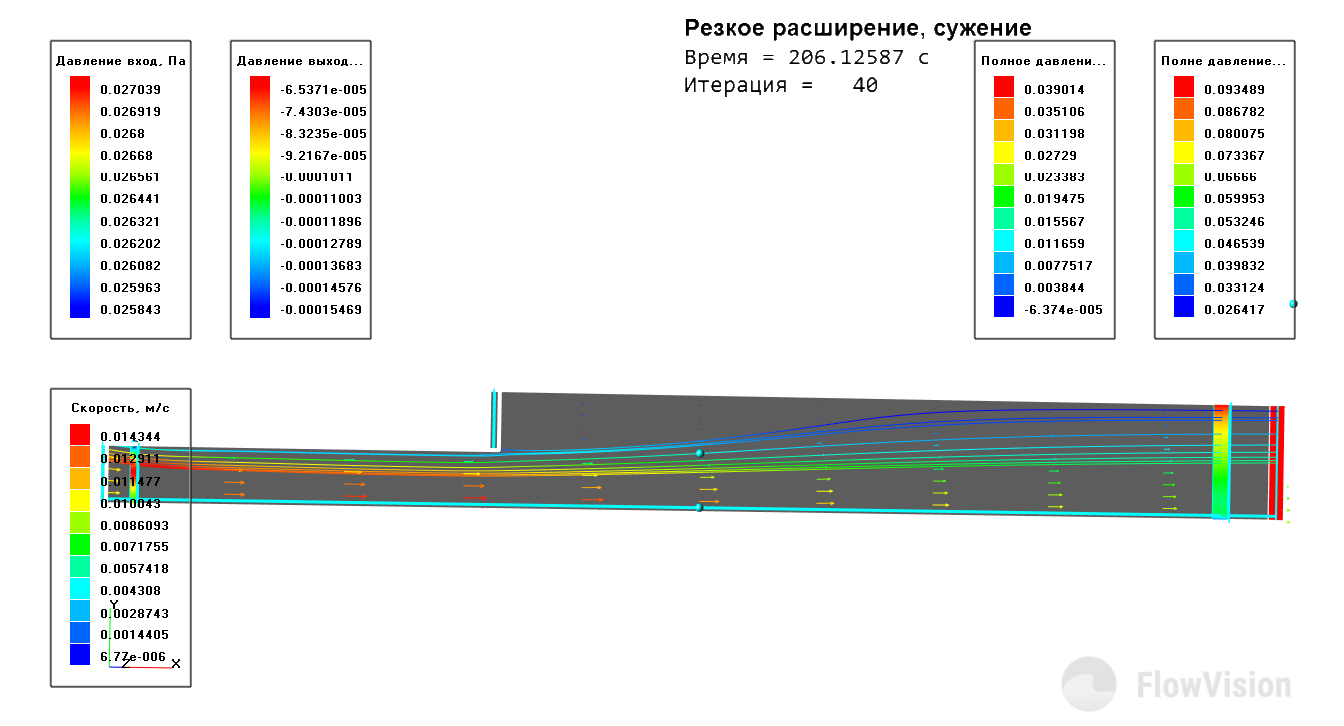 Резкое расширение, сужение
Время = 206.12587 с
Итерация = 40
Давление вход, Па
0.027039
0.026919
0.0268
0.02668
0.026561
0.026441
0.026321
0.026202
0.026082
0.025963
0.025843
Давление выход...
-6.5371e-005
-7.4303e-005
-8.3235e-005
-9.2167e-005
-0.0001011
-0.00011003
-0.00011896
-0.00012789
-0.00013683
-0.00014576
-0.00015469
Полное давлени...
0.039014
0.035106
0.031198
0.02729
0.023383
0.019475
0.015567
0.011659
0.0077517
0.003844
-6.374e-005
Полне давление...
0.093489
0.086782
0.080075
0.073367
0.06666
0.059953
0.053246
0.046539
0.039832
0.033124
0.026417
Скорость, м/с
0.014344
0.012911
0.011477
0.010043
0.0086093
0.0071755
0.0057418
0.004308
0.0028743
0.0014405
6.77e-006
Y
Z
X
FlowVision